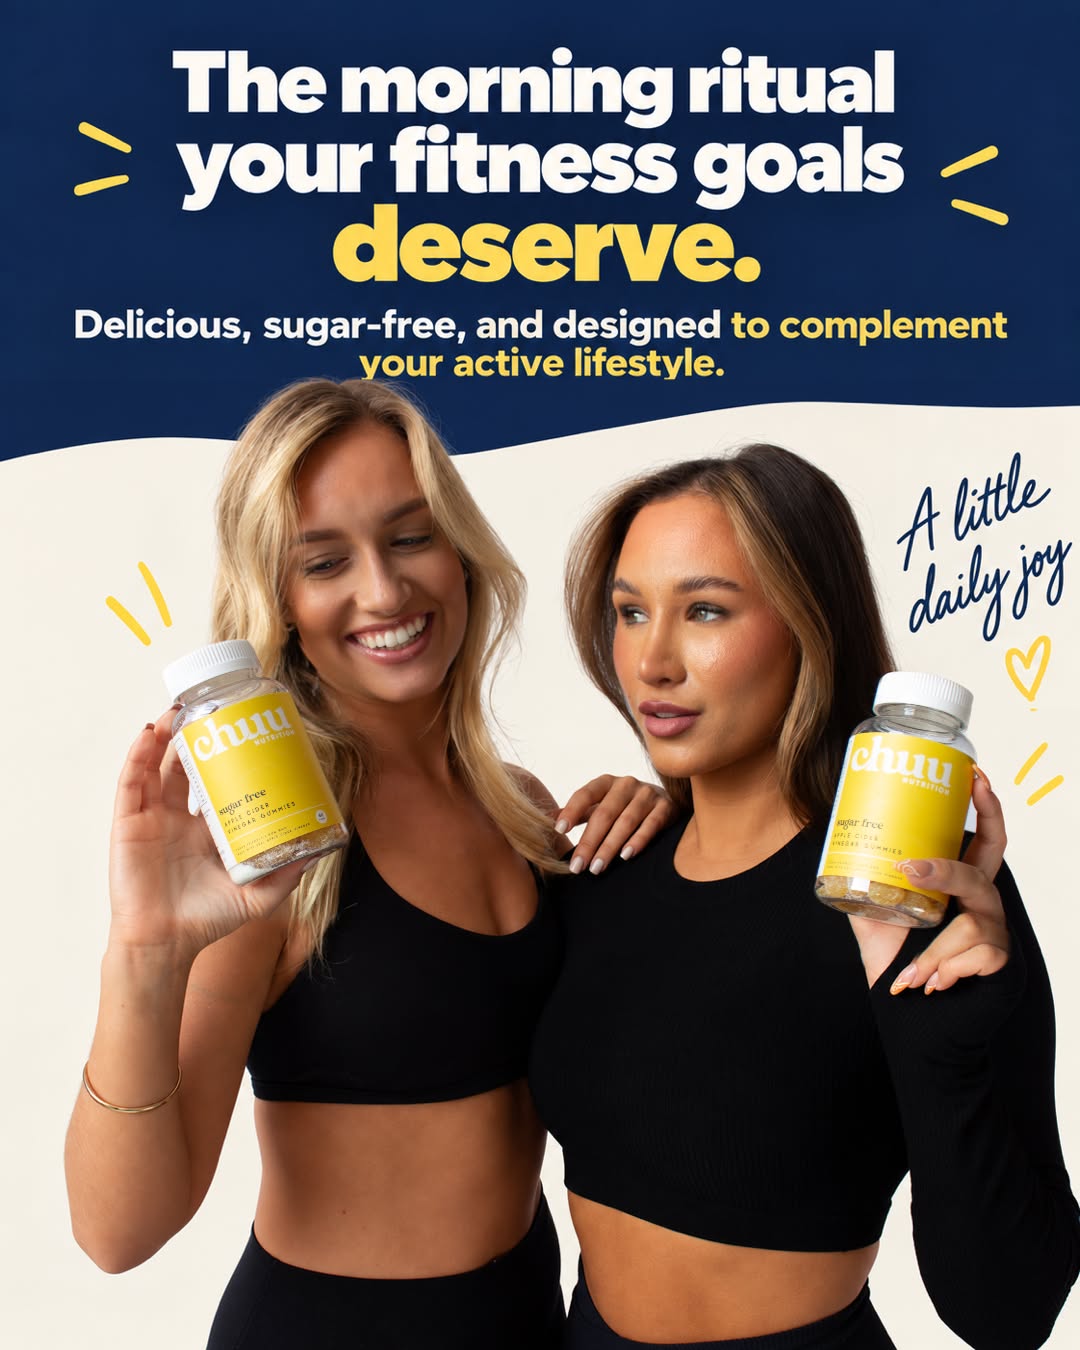 The morning ritual
your fitness goals
deserve.
Delicious, sugar-free, and designed to complement
your active lifestyle.
A little
daily joy
chuu
NUTRITION
sugar free
APPLE CIDER
VINEGAR GUMMIES
chuu
NUTRITION
sugar free
APPLE CIDER
VINEGAR GUMMIES